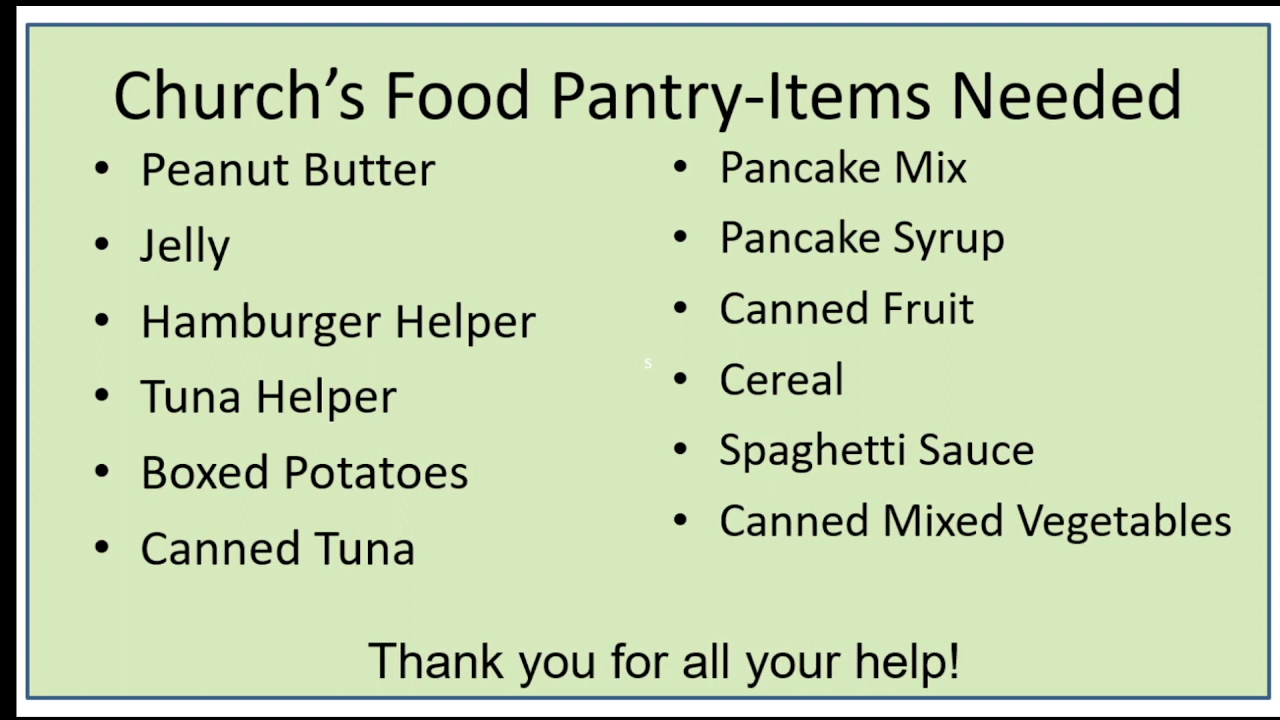 Church’s Food Pantry-Items Needed
• Peanut Butter
• Jelly
• Hamburger Helper
• Tuna Helper
• Boxed Potatoes
• Canned Tuna
s
• Pancake Mix
• Pancake Syrup
• Canned Fruit
• Cereal
• Spaghetti Sauce
• Canned Mixed Vegetables
Thank you for all your help!